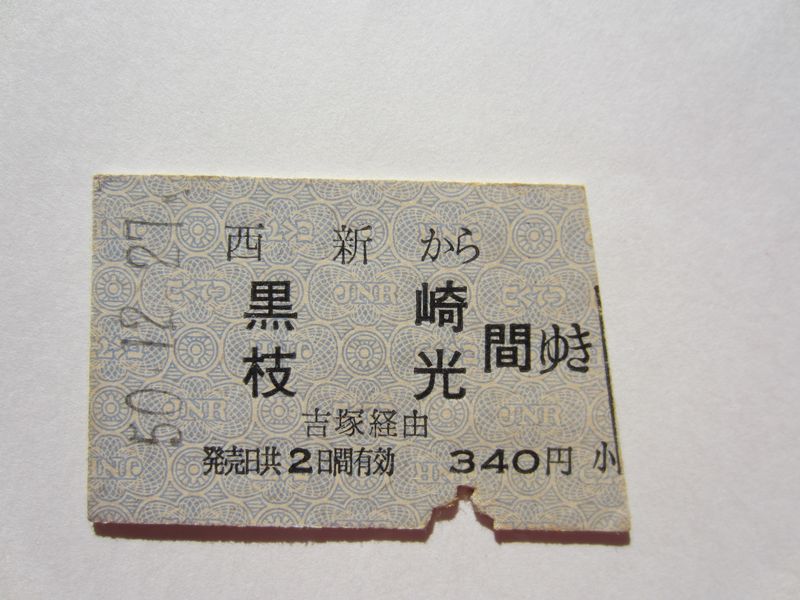 50.12.27
西新から
黒崎
枝光
間ゆき
吉塚経由
発売日共2日間有効 340円 小
JNR